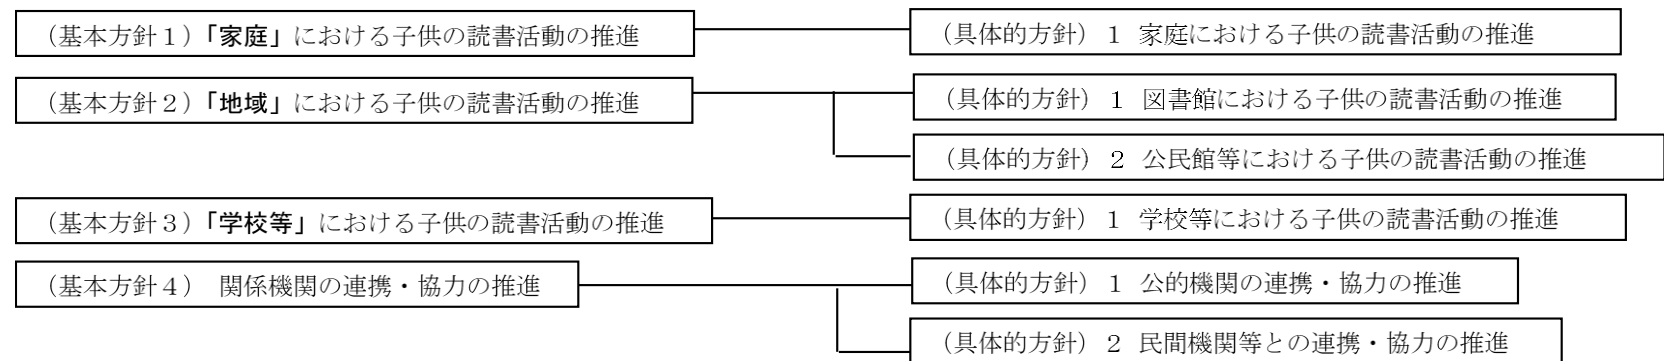 （基本方針１）「家庭」における子供の読書活動の推進
（具体的方針）１ 家庭における子供の読書活動の推進
（基本方針２）「地域」における子供の読書活動の推進
（具体的方針）１ 図書館における子供の読書活動の推進
（具体的方針）２ 公民館等における子供の読書活動の推進
（基本方針３）「学校等」における子供の読書活動の推進
（具体的方針）１ 学校等における子供の読書活動の推進
（基本方針４） 関係機関の連携・協力の推進
（具体的方針）１ 公的機関の連携・協力の推進
（具体的方針）２ 民間機関等との連携・協力の推進